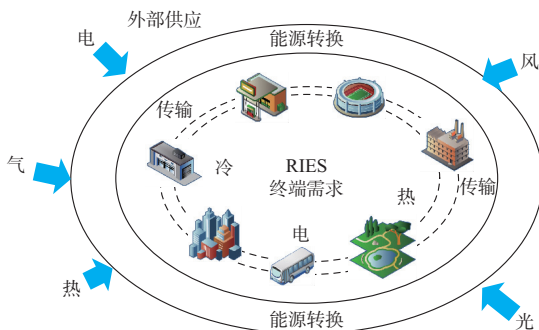 外部供应
电
能源转换
风
传输
气
冷
RIES
终端需求
热
传输
电
热
能源转换
光